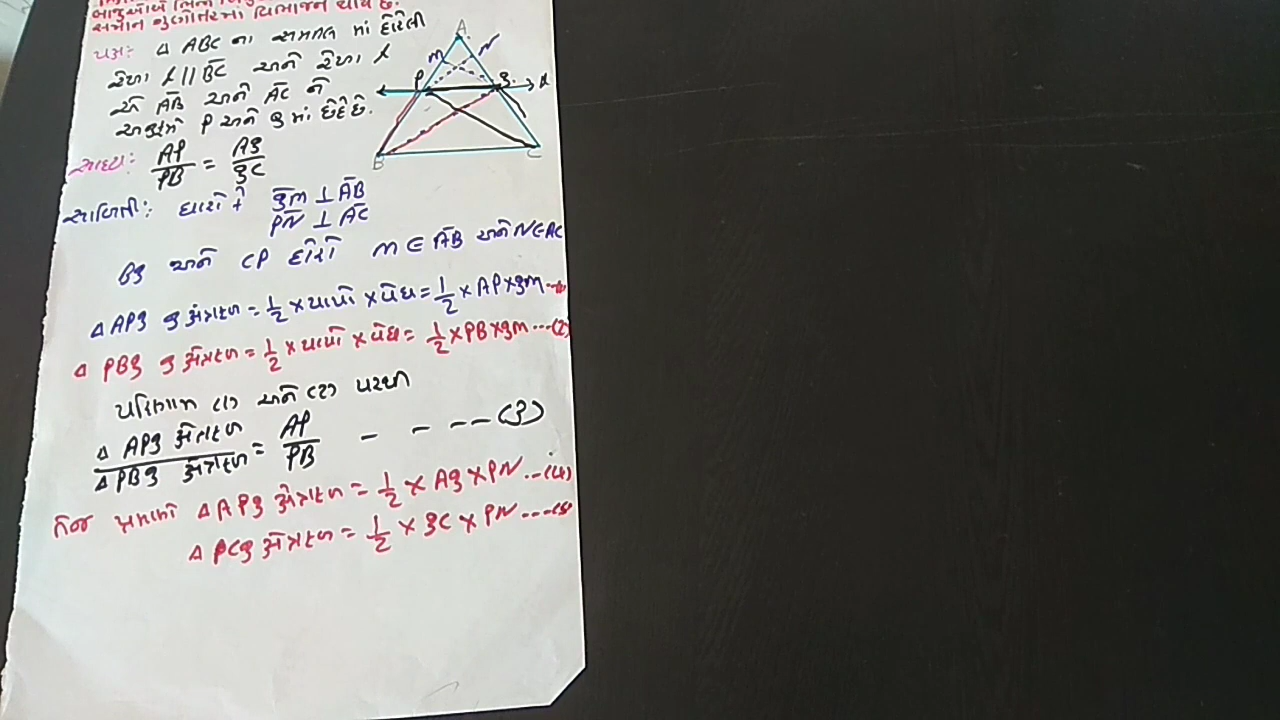 બાજુઓએ ભિન્ન
સમાન ગુણોત્તરમાં વિભાજન થાય છે.
પક્ષ: △ ABC ના સમતલ માં દોરેલી
રેખા l // BC અને રેખા l
એ AB અને AC ને
અનુક્રમે P અને Q માં છેદે છે.
સાધ્ય: AP/PB = AQ/QC
સાબિતી: ધારો કે QM ⊥ AB
PN ⊥ AC
BQ અને CP દોરો M ∈ AB અને N ∈ AC
△ APQ નું ક્ષેત્રફળ = 1/2 × પાયો × વેધ = 1/2 × AP × QM
△ PBQ નું ક્ષેત્રફળ = 1/2 × પાયો × વેધ = 1/2 × PB × QM ...(2)
પરિણામ (1) અને (2) પરથી
△ APQ ક્ષેત્રફળ / △ PBQ ક્ષેત્રફળ = AP/PB - - - - - (3)
તેજ પ્રમાણે △ APQ ક્ષેત્રફળ = 1/2 × AQ × PN ...(4)
△ PCQ ક્ષેત્રફળ = 1/2 × QC × PN ....(5)
A
M N
P Q l
B C